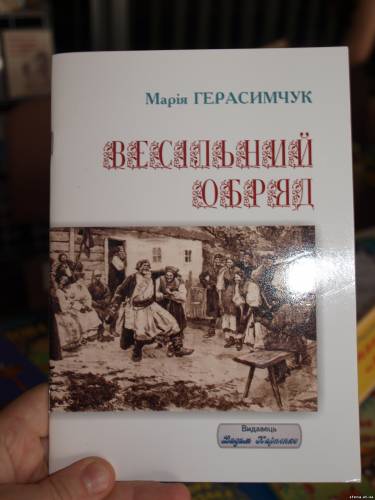 Марія ГЕРАСИМЧУК
ВЕСІЛЬНИЙ
ОБРЯД
Видавець
Вадим Карпенко